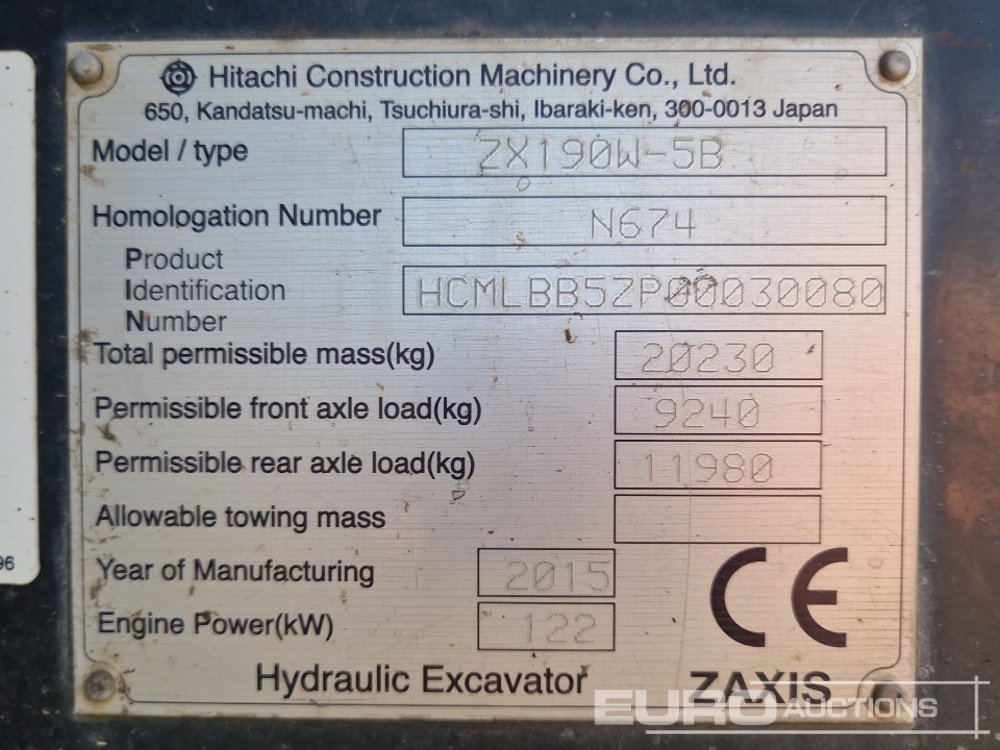 Hitachi Construction Machinery Co., Ltd.
650, Kandatsu-machi, Tsuchiura-shi, Ibaraki-ken, 300-0013 Japan
Model / type ZX190W-5B
Homologation Number N674
Product
Identification HCMLBB5ZP00030080
Number
Total permissible mass(kg) 20230
Permissible front axle load(kg) 9240
Permissible rear axle load(kg) 11980
Allowable towing mass
Year of Manufacturing 2015
Engine Power(kW) 122
CE
Hydraulic Excavator ZAXIS
EURO AUCTIONS
96